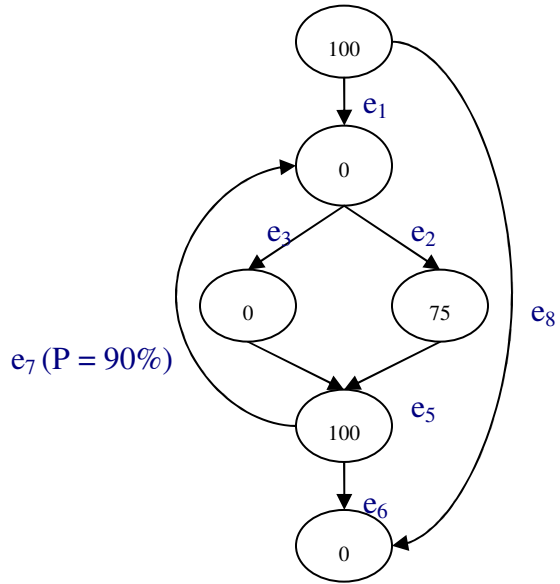 100
e₁
0
e₃ e₂
0 75
e₈
e₇ (P = 90%)
e₅
100
e₆
0